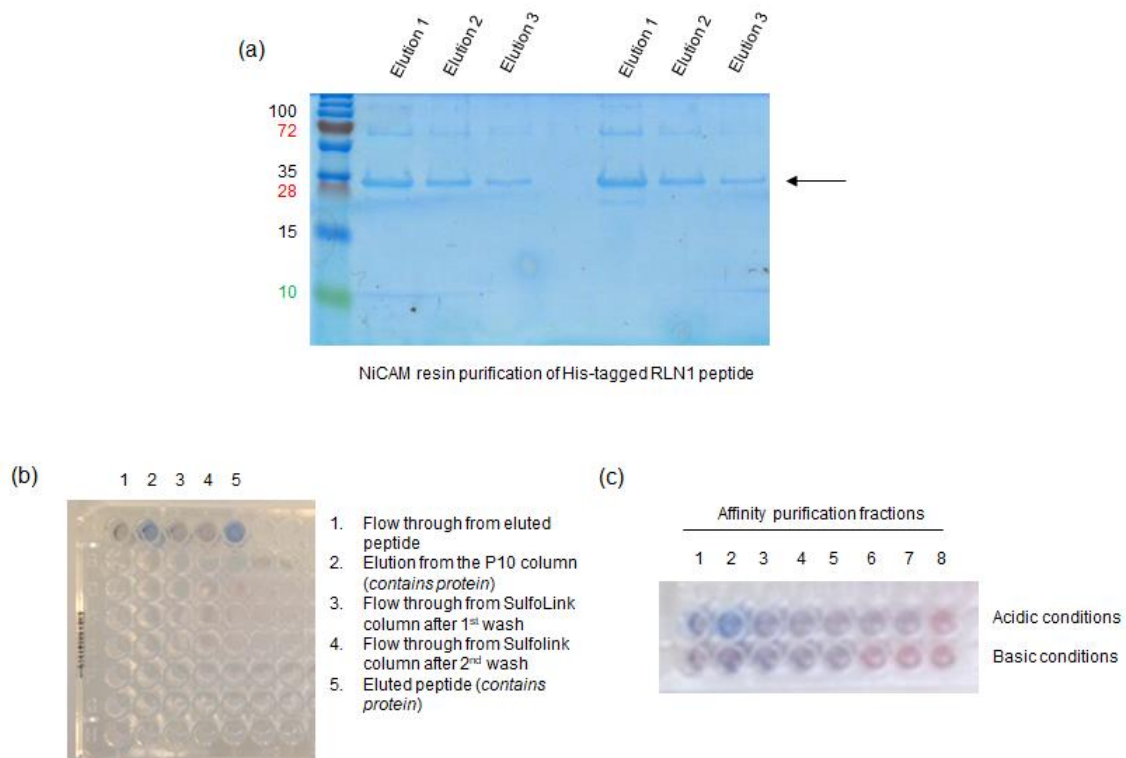 (a)
Elution 1
Elution 2
Elution 3
Elution 1
Elution 2
Elution 3
100
72
35
28
15
10
NiCAM resin purification of His-tagged RLN1 peptide
(b)
1 2 3 4 5
1. Flow through from eluted
peptide
2. Elution from the P10 column
(contains protein)
3. Flow through from SulfoLink
column after 1st wash
4. Flow through from Sulfolink
column after 2nd wash
5. Eluted peptide (contains
protein)
(c)
Affinity purification fractions
1 2 3 4 5 6 7 8
Acidic conditions
Basic conditions